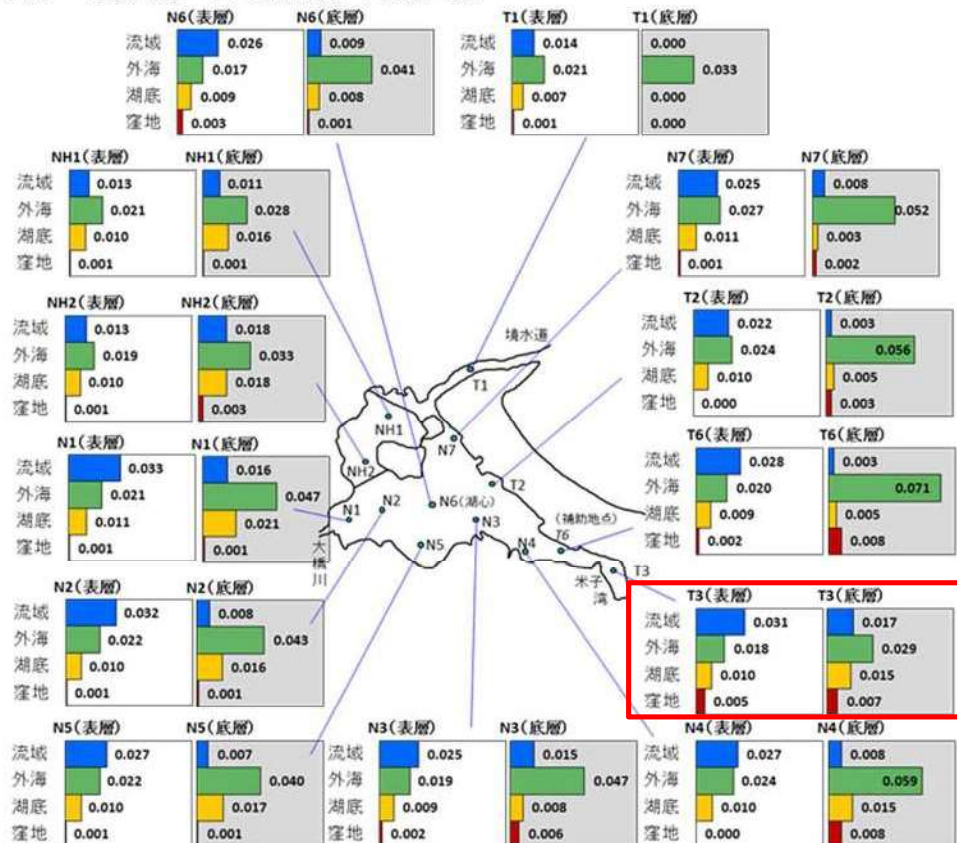 N6(表層) N6(底層) T1(表層) T1(底層)
流域 0.026 0.009 流域 0.014 0.000
外海 0.017 0.041 外海 0.021 0.033
湖底 0.009 0.008 湖底 0.007 0.000
窪地 0.003 0.001 窪地 0.001 0.000
NH1(表層) NH1(底層)
流域 0.013 0.011
外海 0.021 0.028
湖底 0.010 0.016
窪地 0.001 0.001
N7(表層) N7(底層)
流域 0.025 0.008
外海 0.027 0.052
湖底 0.011 0.003
窪地 0.001 0.002
NH2(表層) NH2(底層)
流域 0.013 0.018
外海 0.019 0.033
湖底 0.010 0.018
窪地 0.001 0.003
T2(表層) T2(底層)
流域 0.022 0.003
外海 0.024 0.056
湖底 0.010 0.005
窪地 0.000 0.003
境水道
T1
NH1
N7
NH2
T2
N1
N2
N6(湖心)
N3
N5
N4
(補助地点)
T6
T3
大橋川
米子湾
N1(表層) N1(底層)
流域 0.033 0.016
外海 0.021 0.047
湖底 0.011 0.021
窪地 0.001 0.001
T6(表層) T6(底層)
流域 0.028 0.003
外海 0.020 0.071
湖底 0.009 0.005
窪地 0.002 0.008
N2(表層) N2(底層)
流域 0.032 0.008
外海 0.022 0.043
湖底 0.010 0.016
窪地 0.001 0.001
T3(表層) T3(底層)
流域 0.031 0.017
外海 0.018 0.029
湖底 0.010 0.015
窪地 0.005 0.007
N5(表層) N5(底層) N3(表層) N3(底層) N4(表層) N4(底層)
流域 0.027 0.007 流域 0.025 0.015 流域 0.027 0.008
外海 0.022 0.040 外海 0.019 0.047 外海 0.024 0.059
湖底 0.010 0.017 湖底 0.009 0.008 湖底 0.010 0.015
窪地 0.001 0.001 窪地 0.002 0.006 窪地 0.000 0.008